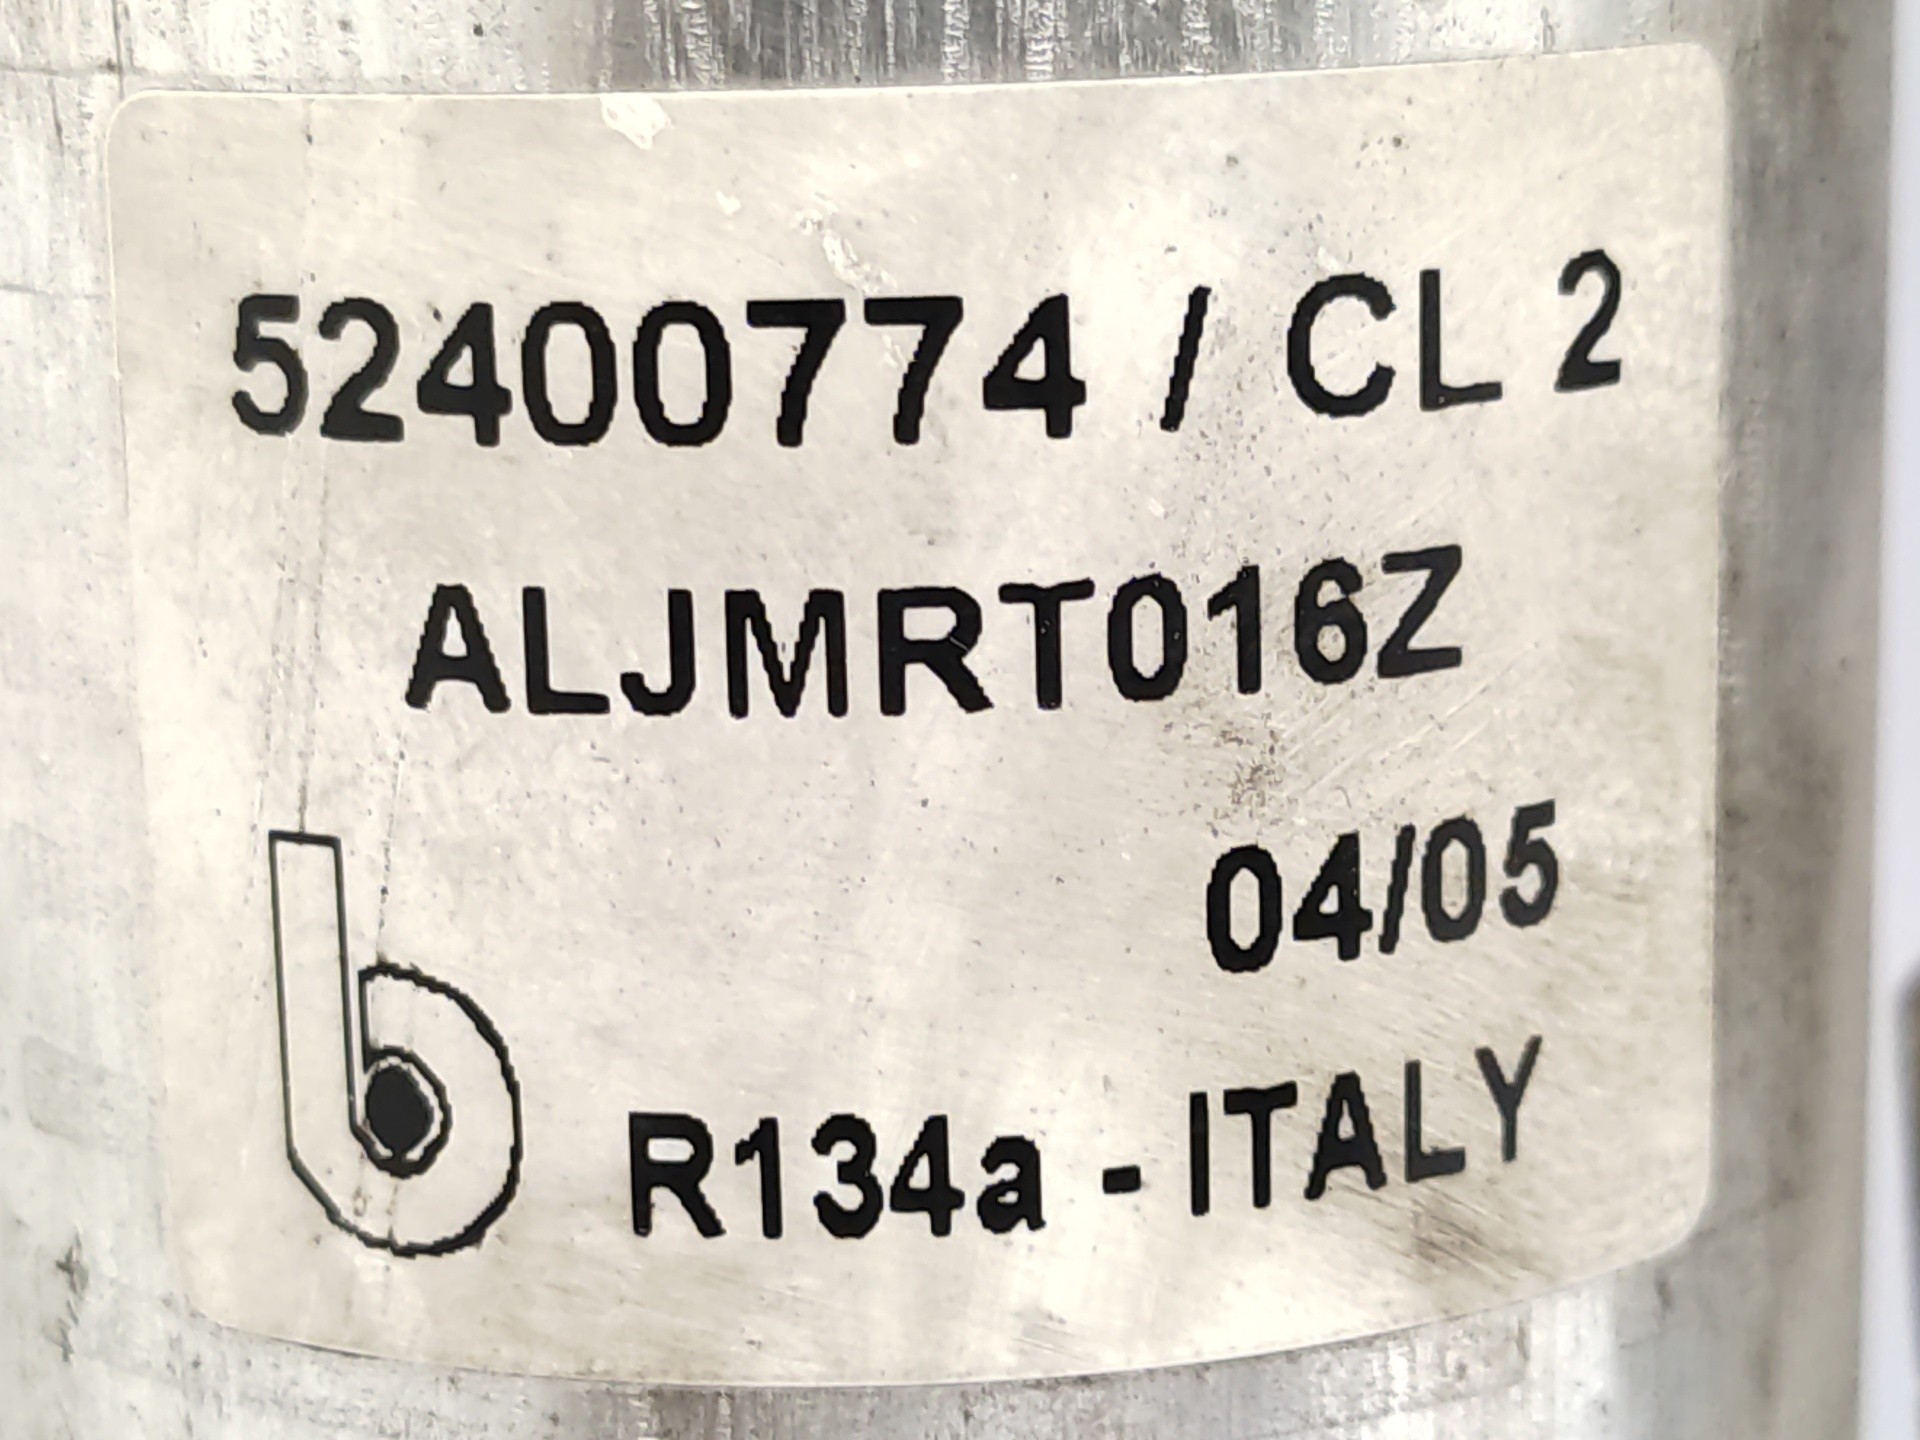 52400774 / CL 2
ALJMRT016Z
04/05
b
R134a - ITALY